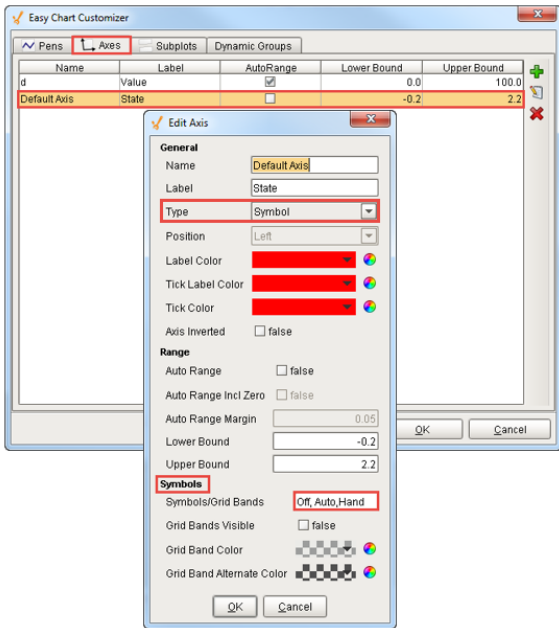 Easy Chart Customizer
Pens Axes Subplots Dynamic Groups
Name Label AutoRange Lower Bound Upper Bound
d Value 0.0 100.0
Default Axis State -0.2 2.2
Edit Axis
General
Name Default Axis
Label State
Type Symbol
Position Left
Label Color
Tick Label Color
Tick Color
Axis Inverted false
Range
Auto Range false
Auto Range Incl Zero false
Auto Range Margin 0.05
Lower Bound -0.2
Upper Bound 2.2
Symbols
Symbols/Grid Bands Off, Auto,Hand
Grid Bands Visible false
Grid Band Color
Grid Band Alternate Color
OK Cancel
OK Cancel